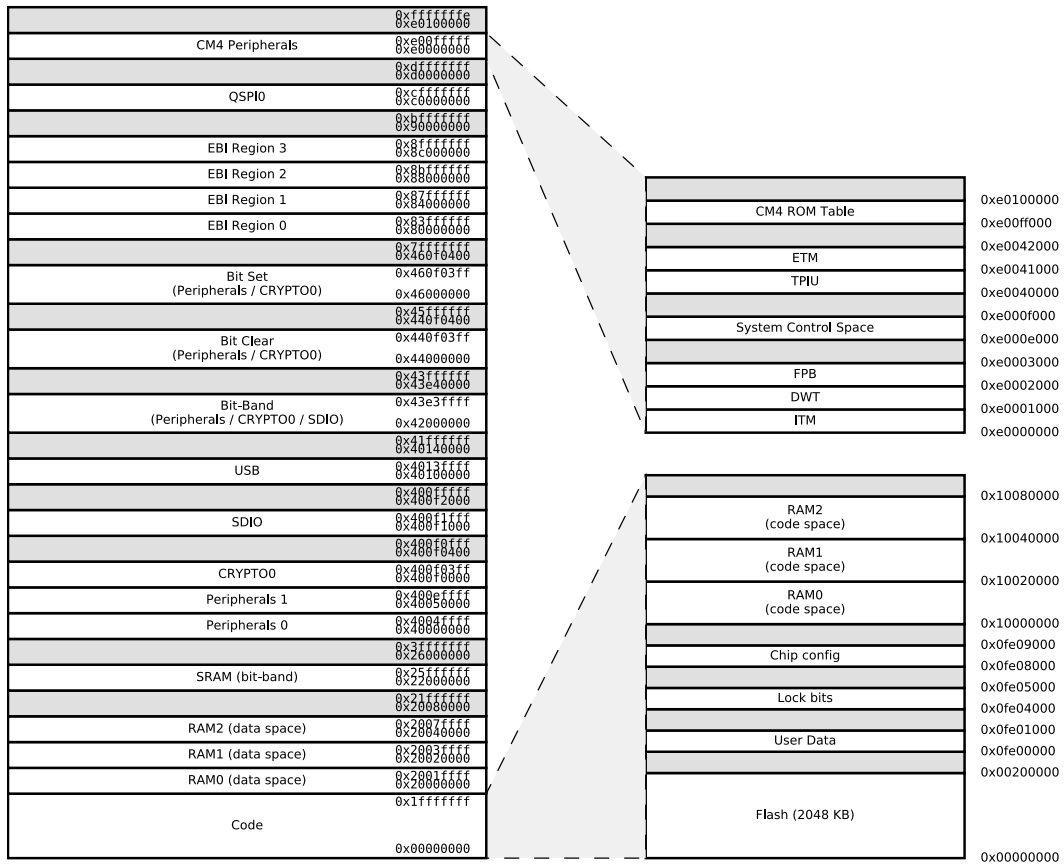 0xfffffffe
0xe0100000
CM4 Peripherals
0xe00fffff
0xe0000000
0xdfffffff
0xd0000000
QSPI0
0xcfffffff
0xc0000000
0xbfffffff
0x90000000
EBI Region 3
0x8fffffff
0x8c000000
EBI Region 2
0x8bffffff
0x88000000
EBI Region 1
0x87ffffff
0x84000000
EBI Region 0
0x83ffffff
0x80000000
0x7fffffff
0x460f0400
Bit Set
(Peripherals / CRYPTO0)
0x460f03ff
0x46000000
0x45ffffff
0x440f0400
Bit Clear
(Peripherals / CRYPTO0)
0x440f03ff
0x44000000
0x43ffffff
0x43e40000
Bit-Band
(Peripherals / CRYPTO0 / SDIO)
0x43e3ffff
0x42000000
0x41ffffff
0x40140000
USB
0x4013ffff
0x40100000
0x400fffff
0x400f2000
SDIO
0x400f1fff
0x400f1000
0x400f0fff
0x400f0400
CRYPTO0
0x400f03ff
0x400f0000
Peripherals 1
0x400effff
0x40050000
Peripherals 0
0x4004ffff
0x40000000
0x3fffffff
0x26000000
SRAM (bit-band)
0x25ffffff
0x22000000
0x21ffffff
0x20080000
RAM2 (data space)
0x2007ffff
0x20040000
RAM1 (data space)
0x2003ffff
0x20020000
RAM0 (data space)
0x2001ffff
0x20000000
Code
0x1fffffff
0x00000000
0xe0100000
CM4 ROM Table
0xe00ff000
0xe0042000
ETM
0xe0041000
TPIU
0xe0040000
0xe000f000
System Control Space
0xe000e000
0xe0003000
FPB
0xe0002000
DWT
0xe0001000
ITM
0xe0000000
0x10080000
RAM2
(code space)
0x10040000
RAM1
(code space)
0x10020000
RAM0
(code space)
0x10000000
0x0fe09000
Chip config
0x0fe08000
0x0fe05000
Lock bits
0x0fe04000
0x0fe01000
User Data
0x0fe00000
0x00200000
Flash (2048 KB)
0x00000000